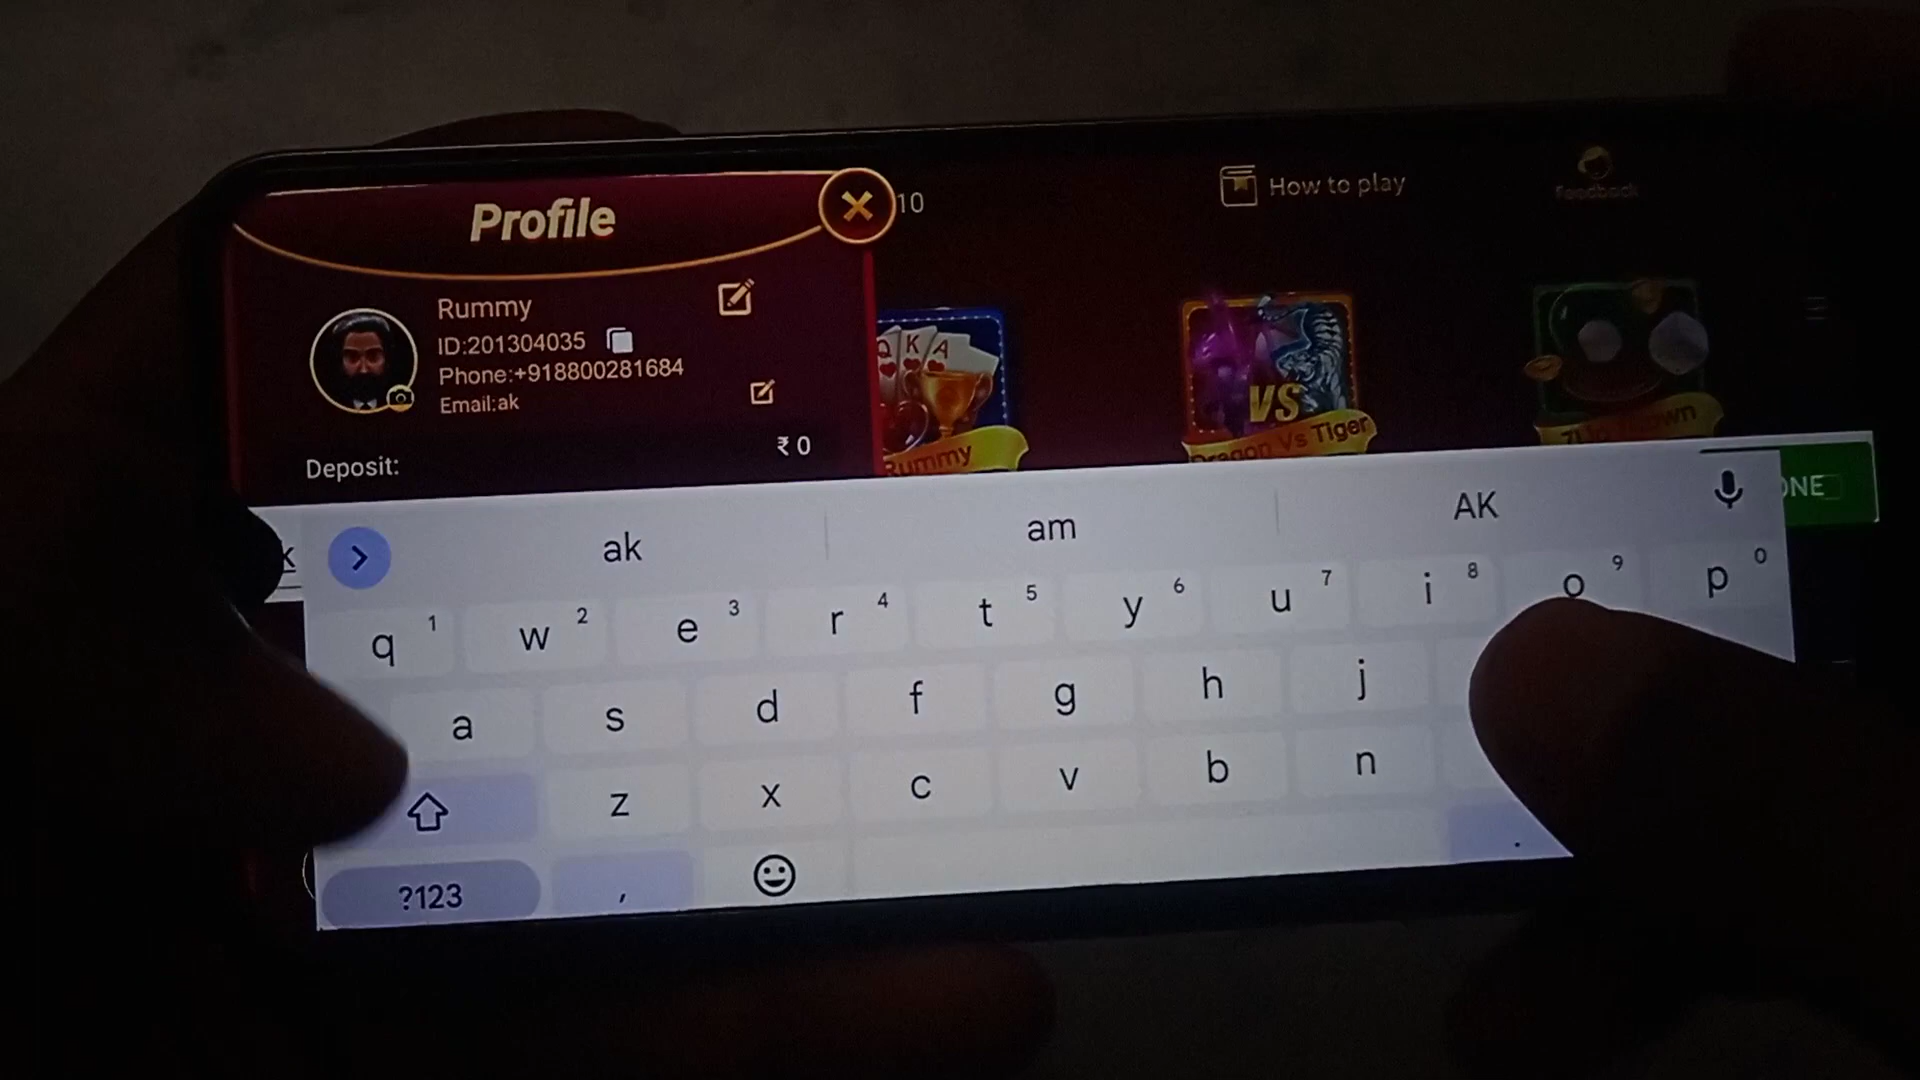 Profile
10
How to play
Feedback
Rummy
ID:201304035
Phone:+918800281684
Email:ak
Deposit:
₹ 0
Q K A
Rummy
VS
Dragon Vs Tiger
ak
am
AK
q 1 w 2 e 3 r 4 t 5 y 6 u 7 i 8 o 9 p 0
a s d f g h j
z x c v b n
?123 , .